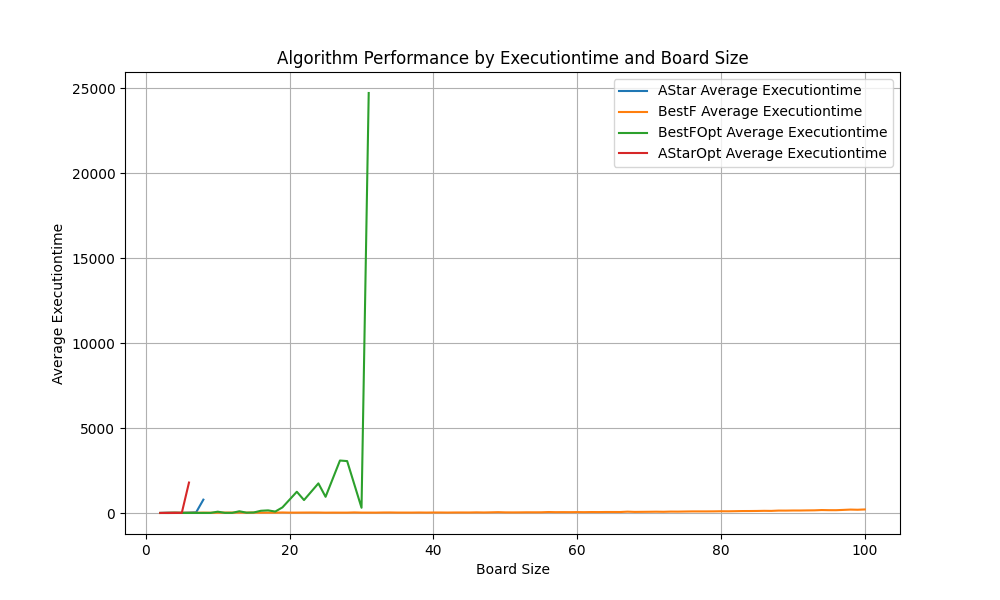 Algorithm Performance by Executiontime and Board Size
AStar Average Executiontime
BestF Average Executiontime
BestFOpt Average Executiontime
AStarOpt Average Executiontime
Average Executiontime
25000
20000
15000
10000
5000
0
0 20 40 60 80 100
Board Size